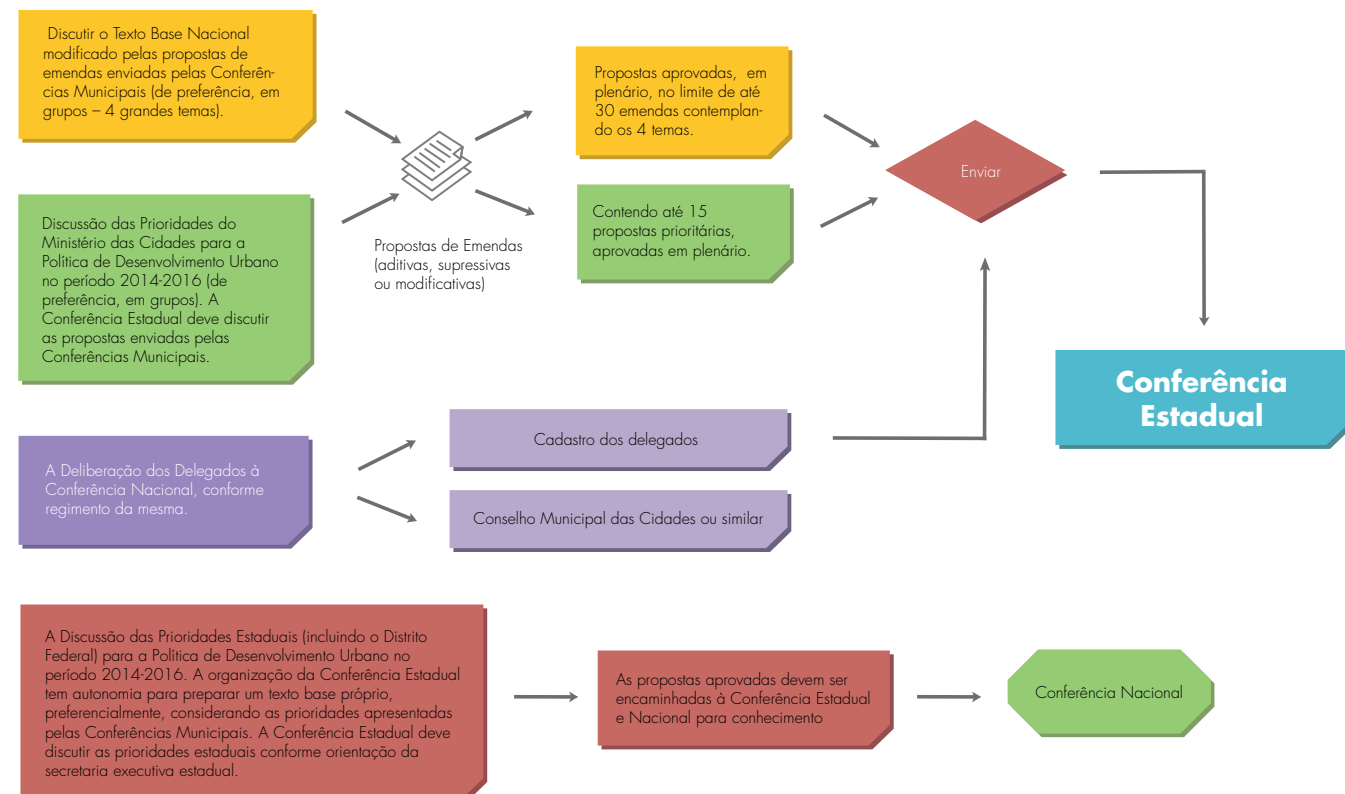 Discutir o Texto Base Nacional
modificado pelas propostas de
emendas enviadas pelas Conferên-
cias Municipais (de preferência, em
grupos – 4 grandes temas).
Propostas aprovadas, em
plenário, no limite de até
30 emendas contemplan-
do os 4 temas.
Enviar
Discussão das Prioridades do
Ministério das Cidades para a
Política de Desenvolvimento Urbano
no período 2014-2016 (de
preferência, em grupos). A
Conferência Estadual deve discutir
as propostas enviadas pelas
Conferências Municipais.
Propostas de Emendas
(aditivas, supressivas
ou modificativas)
Contendo até 15
propostas prioritárias,
aprovadas em plenário.
Conferência
Estadual
A Deliberação dos Delegados à
Conferência Nacional, conforme
regimento da mesma.
Cadastro dos delegados
Conselho Municipal das Cidades ou similar
A Discussão das Prioridades Estaduais (incluindo o Distrito
Federal) para a Política de Desenvolvimento Urbano no
período 2014-2016. A organização da Conferência Estadual
tem autonomia para preparar um texto base próprio,
preferencialmente, considerando as prioridades apresentadas
pelas Conferências Municipais. A Conferência Estadual deve
discutir as prioridades estaduais conforme orientação da
secretaria executiva estadual.
As propostas aprovadas devem ser
encaminhadas à Conferência Estadual
e Nacional para conhecimento
Conferência Nacional